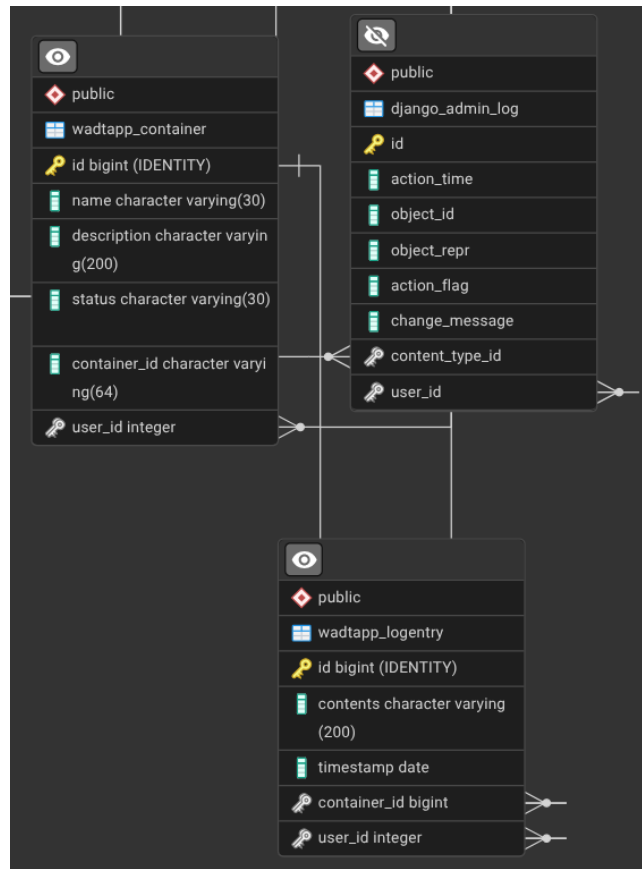 public
wadtapp_container
id bigint (IDENTITY)
name character varying(30)
description character varyin
g(200)
status character varying(30)
container_id character varyi
ng(64)
user_id integer
public
django_admin_log
id
action_time
object_id
object_repr
action_flag
change_message
content_type_id
user_id
public
wadtapp_logentry
id bigint (IDENTITY)
contents character varying
(200)
timestamp date
container_id bigint
user_id integer